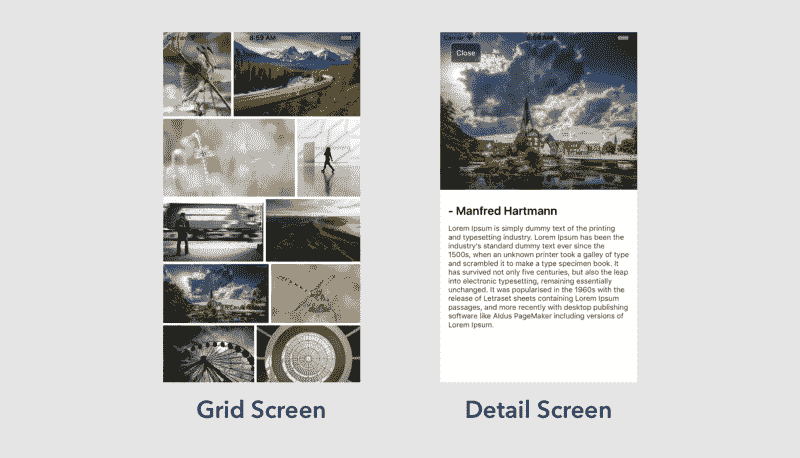 Carrier 8:59 AM
Close
- Manfred Hartmann
Lorem Ipsum is simply dummy text of the printing
and typesetting industry. Lorem Ipsum has been the
industry's standard dummy text ever since the
1500s, when an unknown printer took a galley of type
and scrambled it to make a type specimen book. It
has survived not only five centuries, but also the leap
into electronic typesetting, remaining essentially
unchanged. It was popularised in the 1960s with the
release of Letraset sheets containing Lorem Ipsum
passages, and more recently with desktop publishing
software like Aldus PageMaker including versions of
Lorem Ipsum.
Grid Screen
Detail Screen